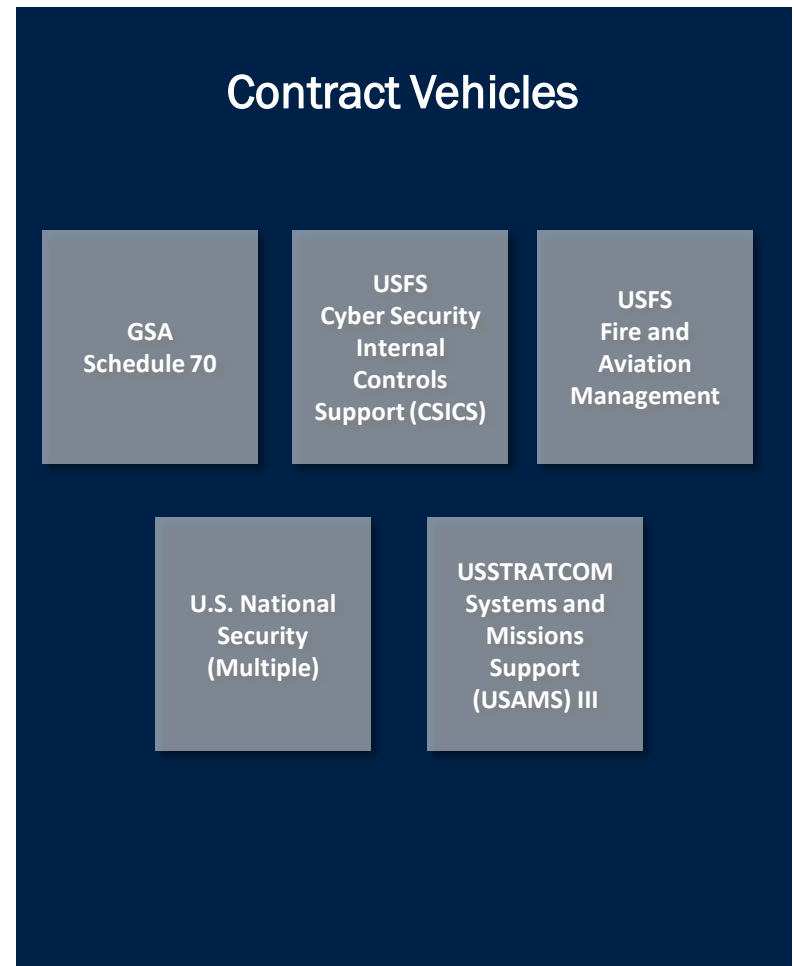 Contract Vehicles
GSA
Schedule 70
USFS
Cyber Security
Internal
Controls
Support (CSICS)
USFS
Fire and
Aviation
Management
U.S. National
Security
(Multiple)
USSTRATCOM
Systems and
Missions
Support
(USAMS) III